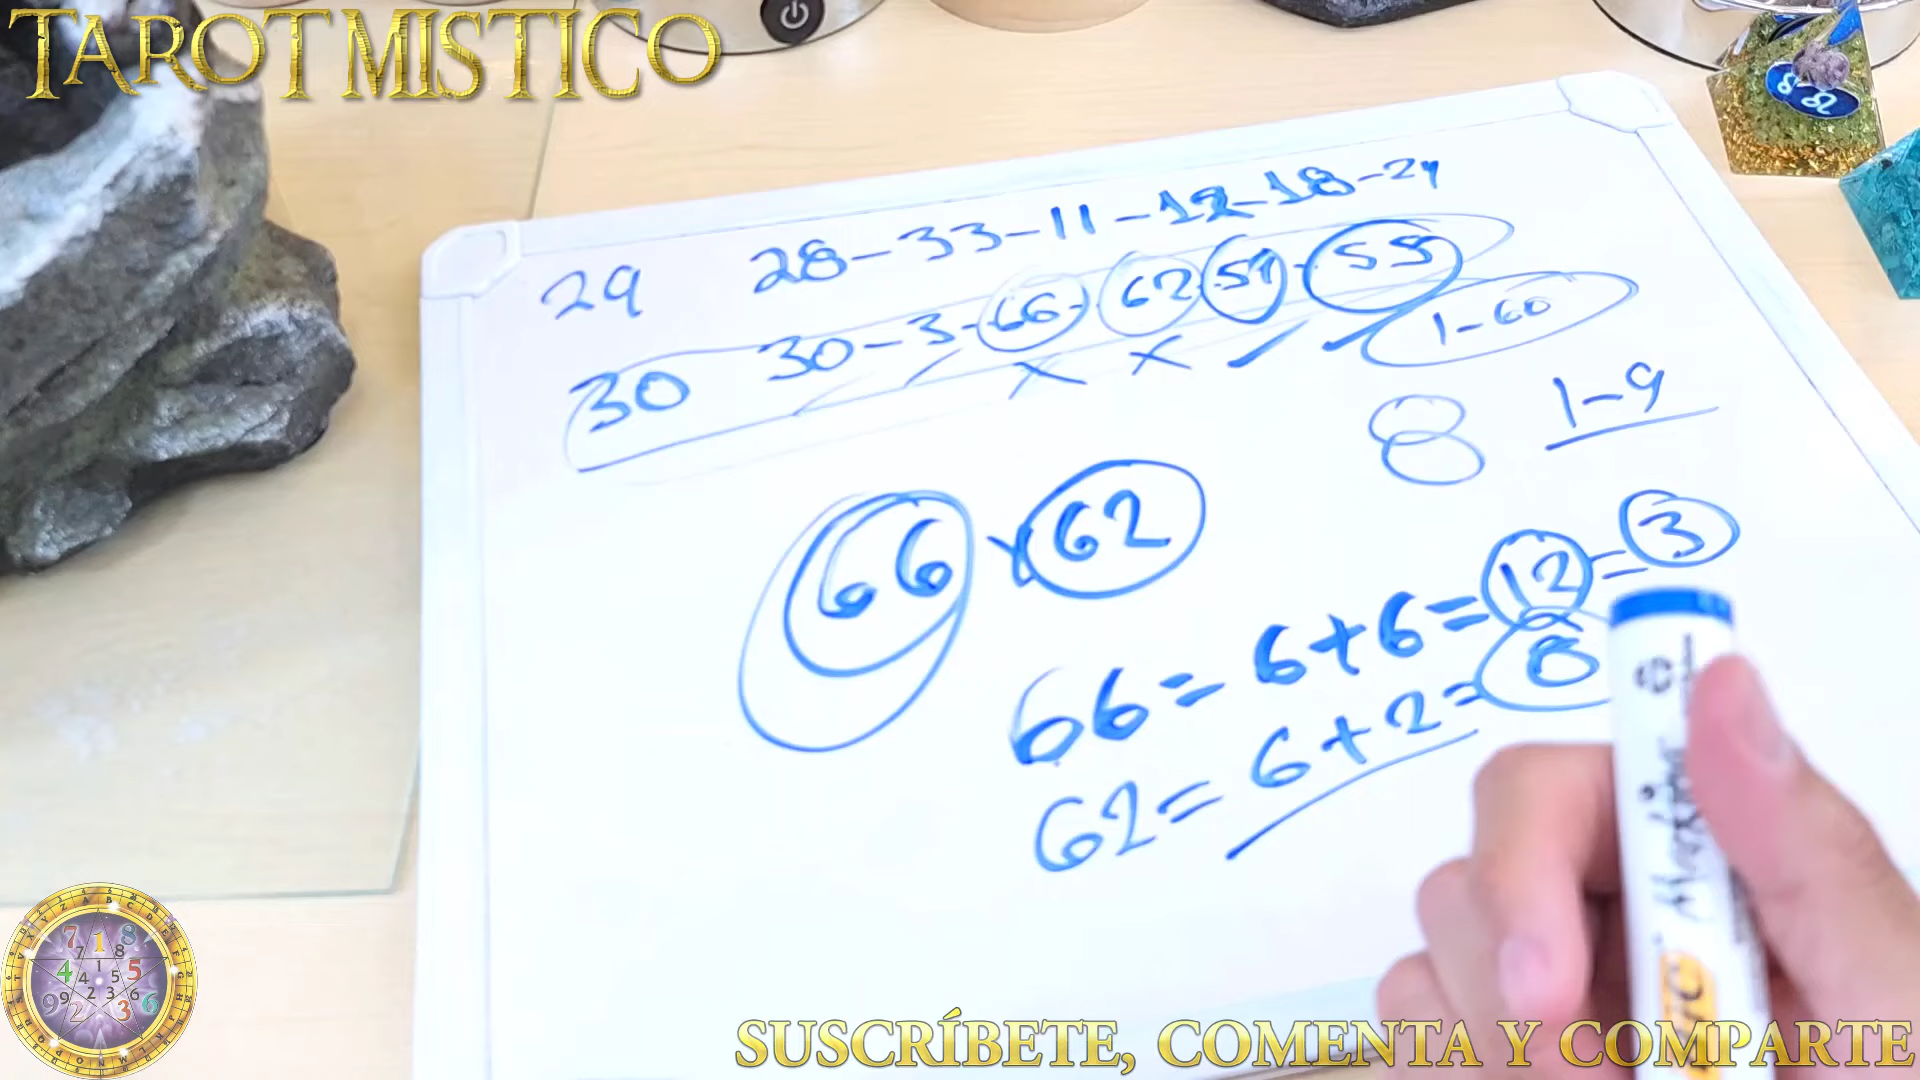 TAROT MISTICO
29 28-33-11-12-18-24
30 30-3-66-62-59-55
1-60
8 1-9
66 Y 62
66=6+6=12=3
62=6+2=8
SUSCRÍBETE, COMENTA Y COMPARTE